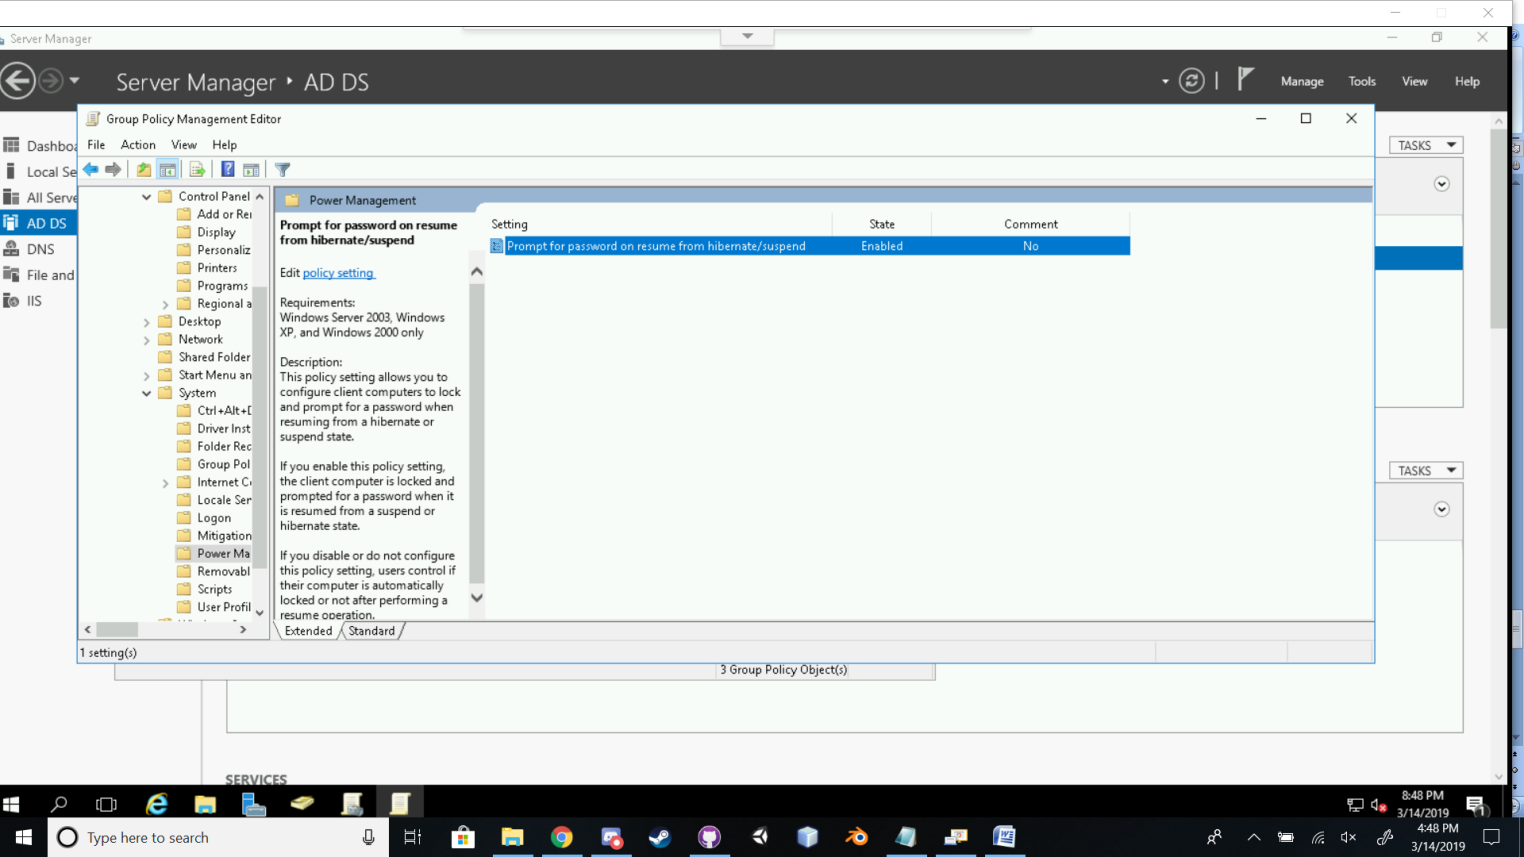 Server Manager
Server Manager ‣ AD DS
Manage
Tools
View
Help
Group Policy Management Editor
File
Action
View
Help
Dashboa
Local Se
All Serve
AD DS
DNS
File and
IIS
TASKS
Control Panel
Add or Re
Display
Personaliz
Printers
Programs
Regional a
Desktop
Network
Shared Folder
Start Menu an
System
Ctrl+Alt+D
Driver Inst
Folder Rec
Group Pol
Internet C
Locale Ser
Logon
Mitigation
Power Ma
Removabl
Scripts
User Profil
Power Management
Prompt for password on resume
from hibernate/suspend
Edit policy setting
Requirements:
Windows Server 2003, Windows
XP, and Windows 2000 only
Description:
This policy setting allows you to
configure client computers to lock
and prompt for a password when
resuming from a hibernate or
suspend state.
If you enable this policy setting,
the client computer is locked and
prompted for a password when it
is resumed from a suspend or
hibernate state.
If you disable or do not configure
this policy setting, users control if
their computer is automatically
locked or not after performing a
resume operation.
Setting
State
Comment
Prompt for password on resume from hibernate/suspend
Enabled
No
TASKS
Extended
Standard
1 setting(s)
3 Group Policy Object(s)
SERVICES
8:48 PM
3/14/2019
1
Type here to search
4:48 PM
3/14/2019